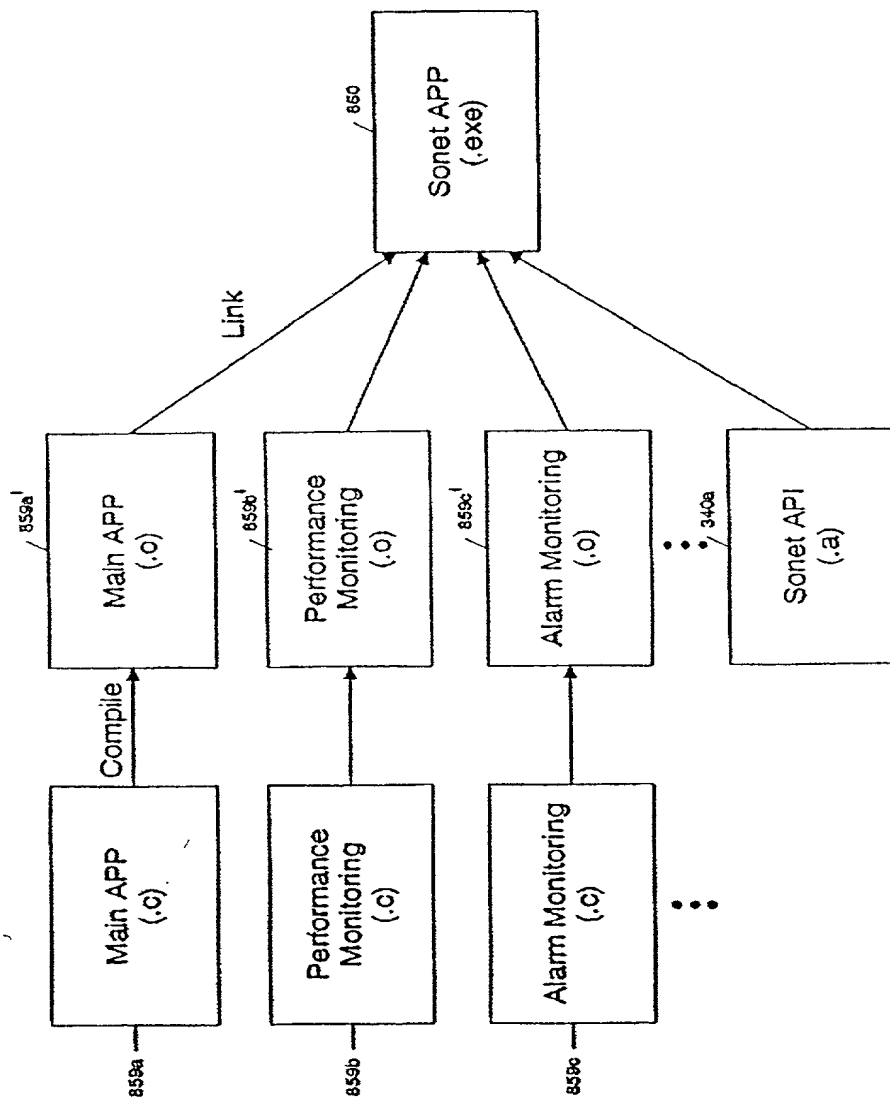 859a
Main APP
(.c)
Compile
859a'
Main APP
(.o)
Link
859b
Performance
Monitoring
(.c)
859b'
Performance
Monitoring
(.o)
860
Sonet APP
(.exe)
859c
Alarm Monitoring
(.c)
859c'
Alarm Monitoring
(.o)
340a
Sonet API
(.a)